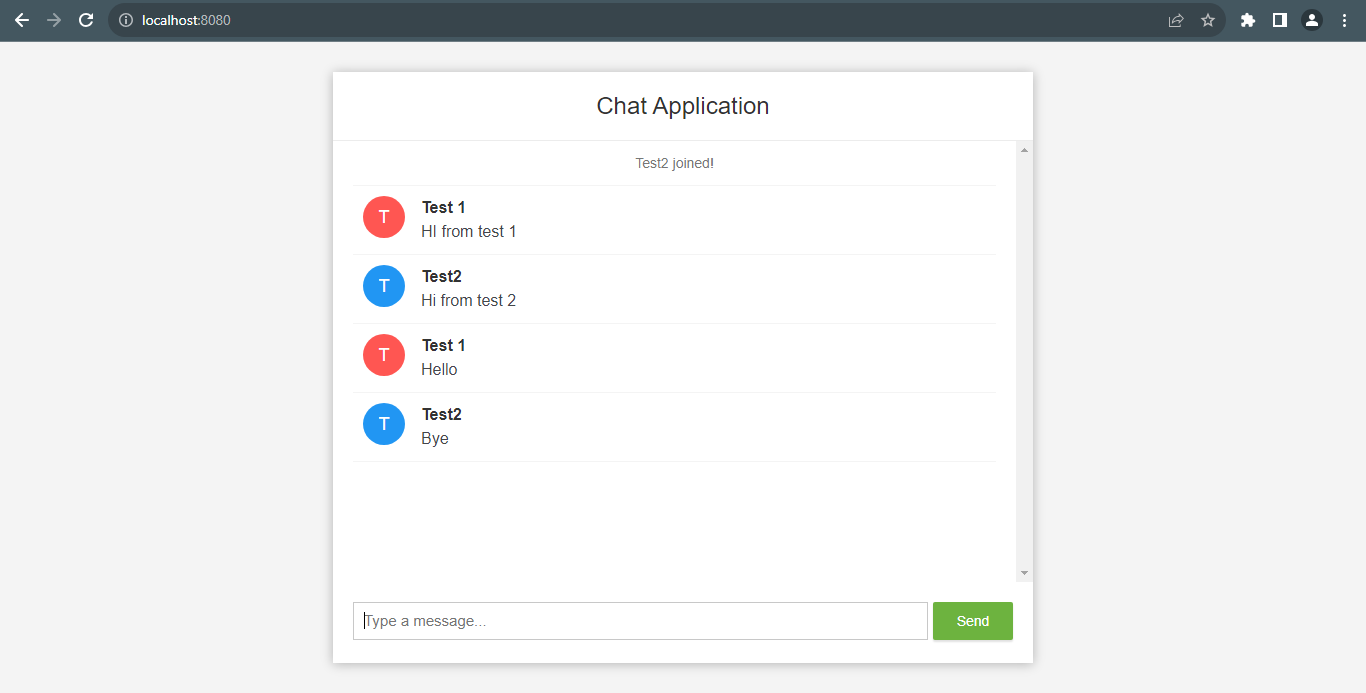 localhost:8080
Chat Application
Test2 joined!
T
Test 1
HI from test 1
T
Test2
Hi from test 2
T
Test 1
Hello
T
Test2
Bye
Type a message...
Send